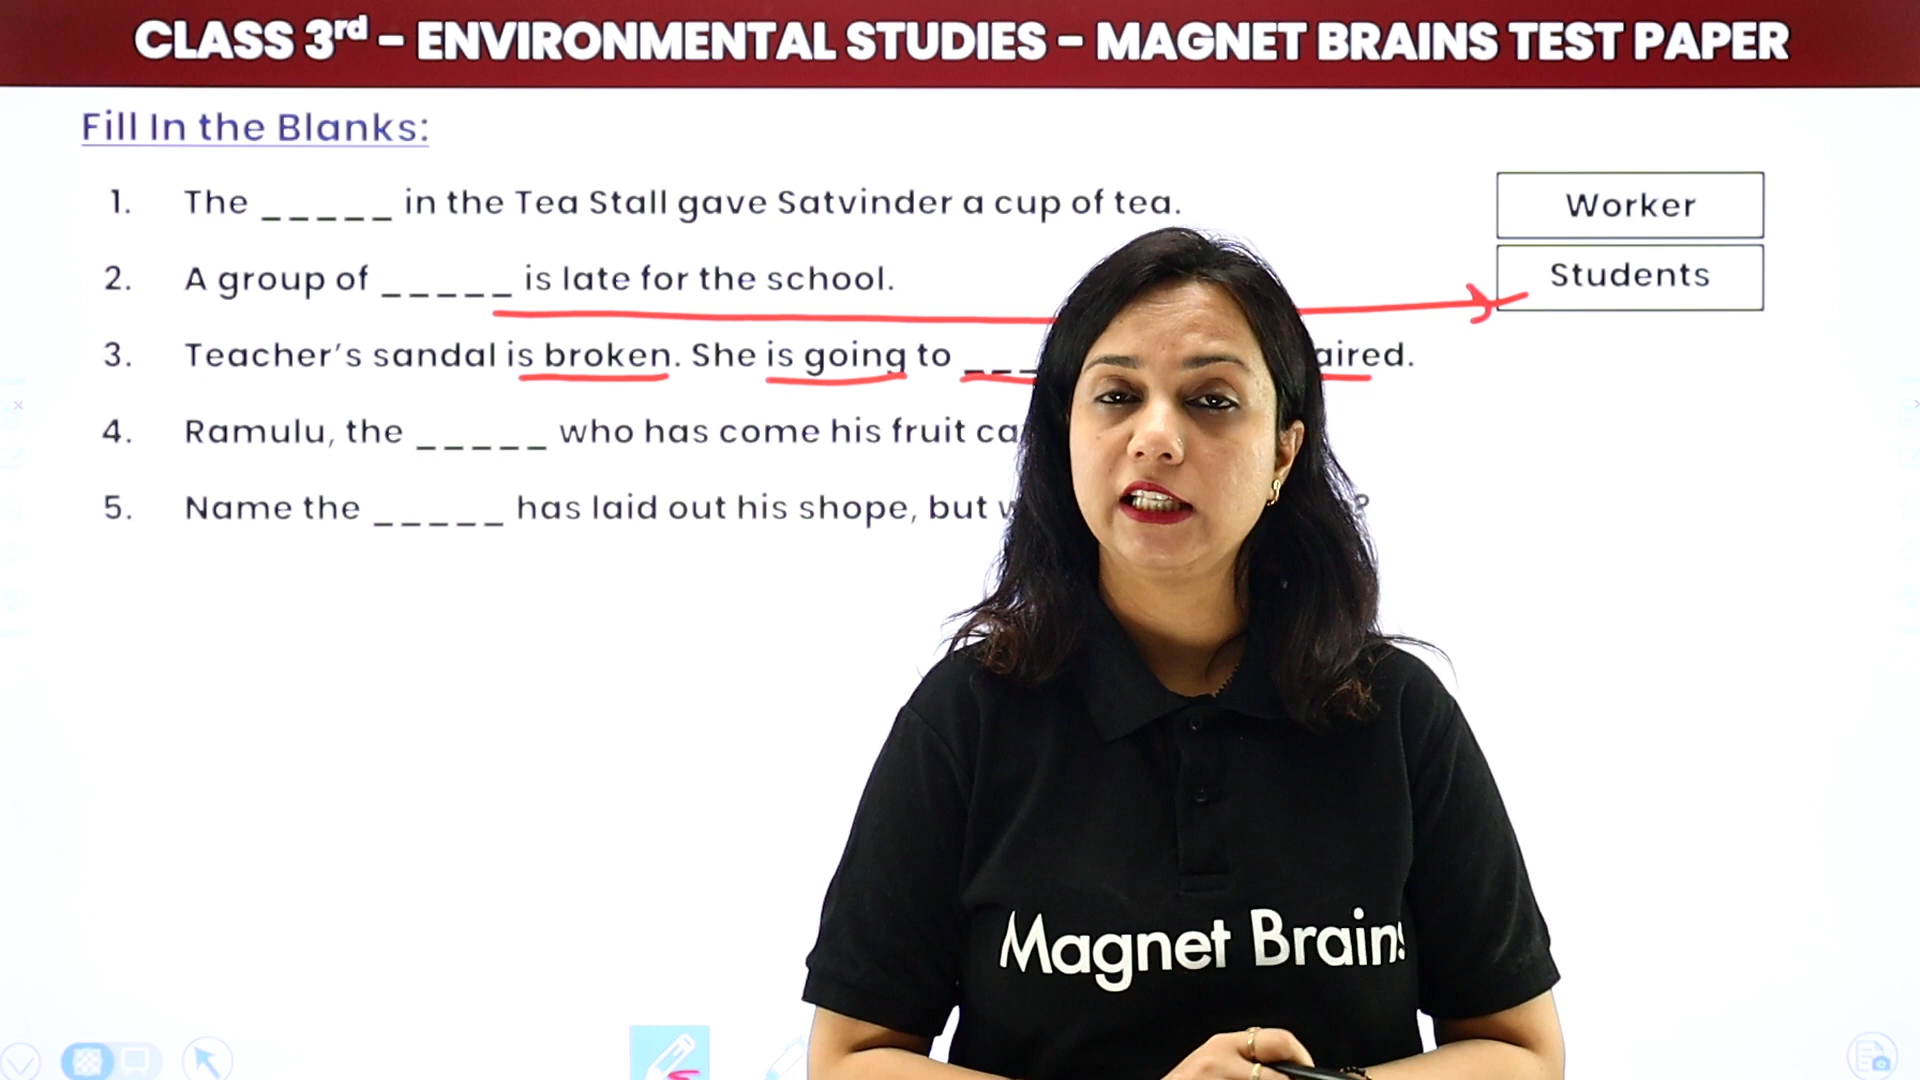 CLASS 3rd - ENVIRONMENTAL STUDIES - MAGNET BRAINS TEST PAPER
Fill In the Blanks:
1. The _____ in the Tea Stall gave Satvinder a cup of tea.
Worker
2. A group of _____ is late for the school.
Students
3. Teacher's sandal is broken. She is going to ___ aired.
4. Ramulu, the _____ who has come his fruit ca
5. Name the _____ has laid out his shope, but w ?
Magnet Brains